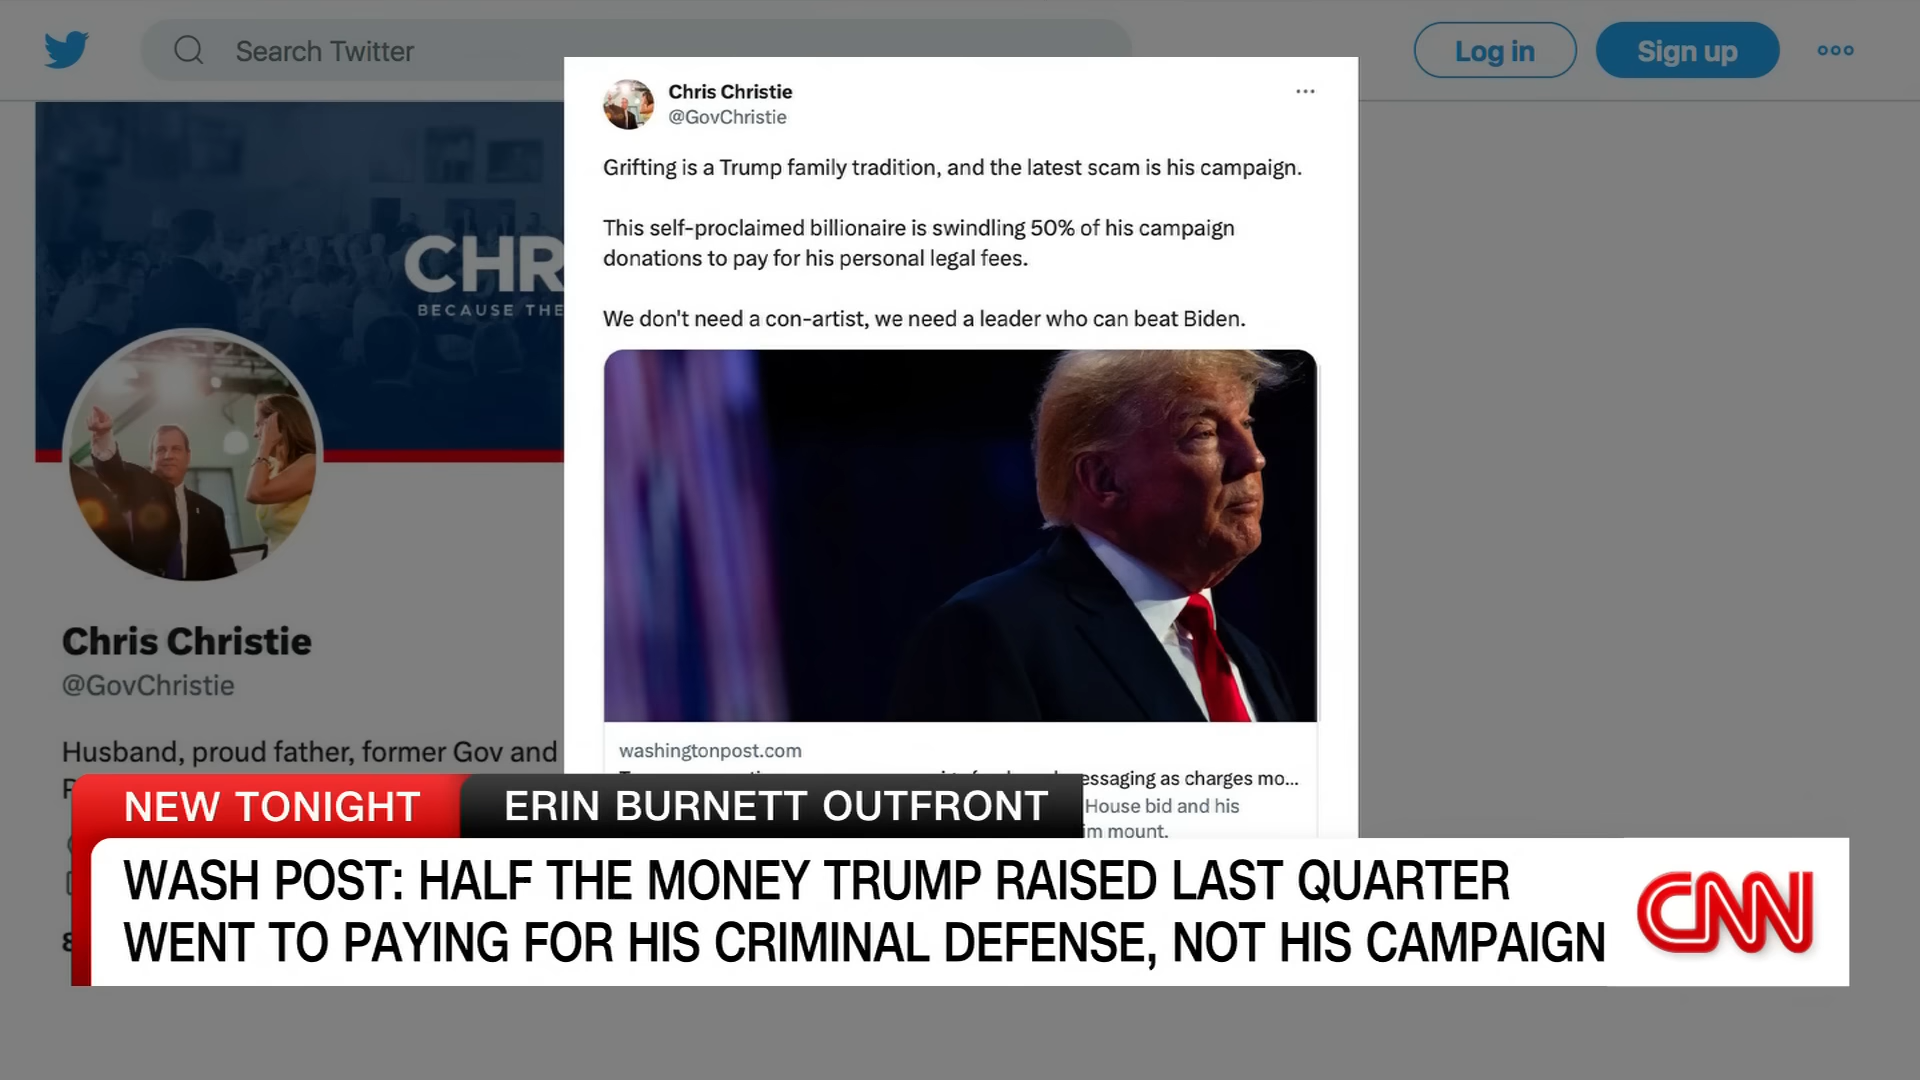 Search Twitter
Log in
Sign up
Chris Christie
@GovChristie
Grifting is a Trump family tradition, and the latest scam is his campaign.
This self-proclaimed billionaire is swindling 50% of his campaign
donations to pay for his personal legal fees.
We don't need a con-artist, we need a leader who can beat Biden.
CHR
BECAUSE THE
Chris Christie
@GovChristie
Husband, proud father, former Gov and
washingtonpost.com
essaging as charges mo...
House bid and his
im mount.
NEW TONIGHT
ERIN BURNETT OUTFRONT
WASH POST: HALF THE MONEY TRUMP RAISED LAST QUARTER
WENT TO PAYING FOR HIS CRIMINAL DEFENSE, NOT HIS CAMPAIGN
CNN